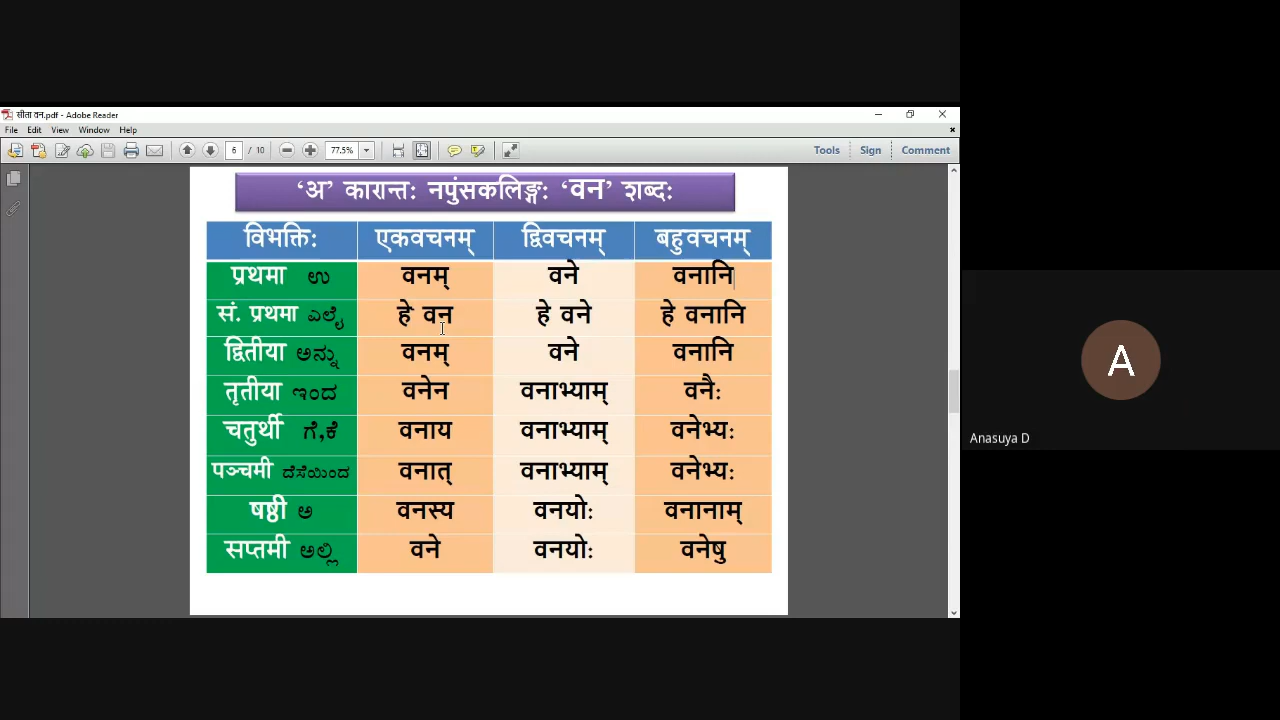 सीता वन.pdf - Adobe Reader
File Edit View Window Help
6 / 10 77.5% Tools Sign Comment
‘अ’ कारान्तः नपुंसकलिङ्गः ‘वन’ शब्दः
विभक्तिः एकवचनम् द्विवचनम् बहुवचनम्
प्रथमा ಉ वनम् वने वनानि
सं. प्रथमा ಎಲೈ हे वन हे वने हे वनानि
द्वितीया ಅನ್ನು वनम् वने वनानि
तृतीया ಇಂದ वनेन वनाभ्याम् वनैः
चतुर्थी ಗೆ,ಕೆ वनाय वनाभ्याम् वनेभ्यः
पञ्चमी ದೆಸೆಯಿಂದ वनात् वनाभ्याम् वनेभ्यः
षष्ठी ಅ वनस्य वनयोः वनानाम्
सप्तमी ಅಲ್ಲಿ वने वनयोः वनेषु
A
Anasuya D